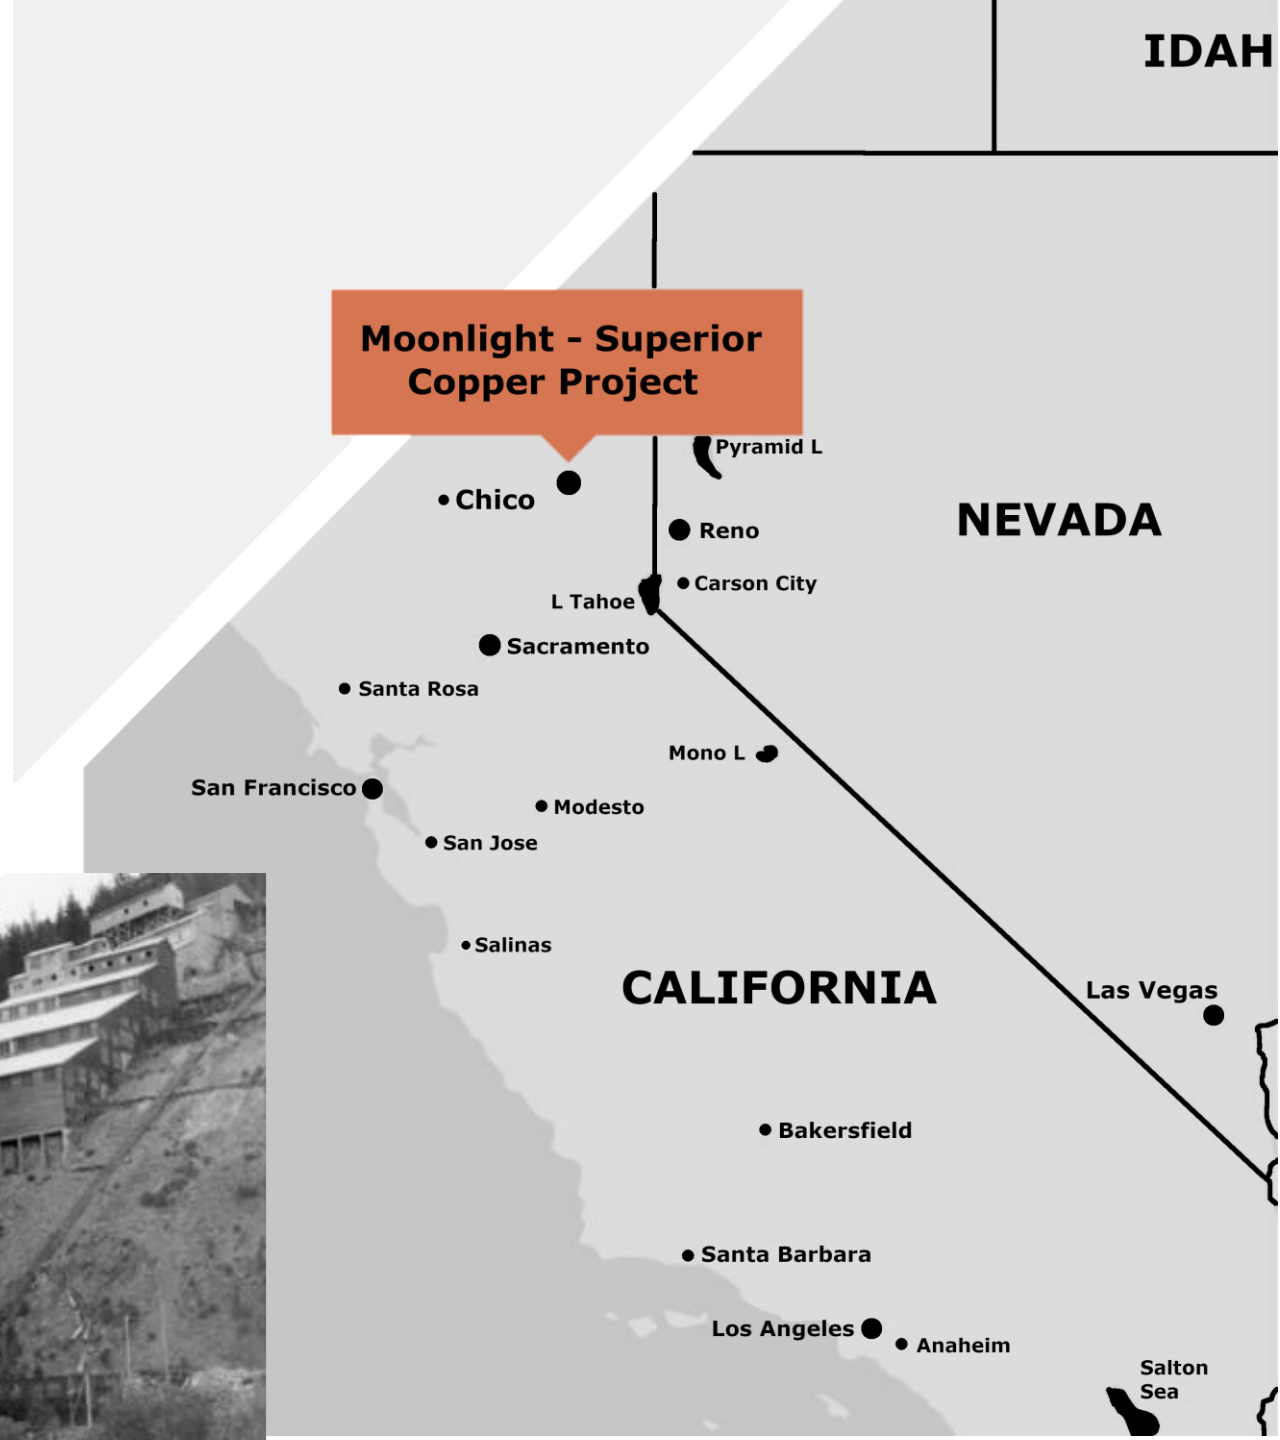 IDAH
Moonlight - Superior
Copper Project
Pyramid L
Chico
NEVADA
Reno
Carson City
L Tahoe
Sacramento
Santa Rosa
Mono L
San Francisco
Modesto
San Jose
Salinas
CALIFORNIA
Las Vegas
Bakersfield
Santa Barbara
Los Angeles
Anaheim
Salton
Sea